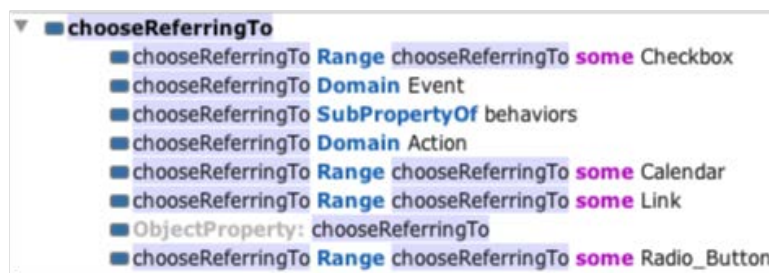 chooseReferringTo
chooseReferringTo Range chooseReferringTo some Checkbox
chooseReferringTo Domain Event
chooseReferringTo SubPropertyOf behaviors
chooseReferringTo Domain Action
chooseReferringTo Range chooseReferringTo some Calendar
chooseReferringTo Range chooseReferringTo some Link
ObjectProperty: chooseReferringTo
chooseReferringTo Range chooseReferringTo some Radio_Button